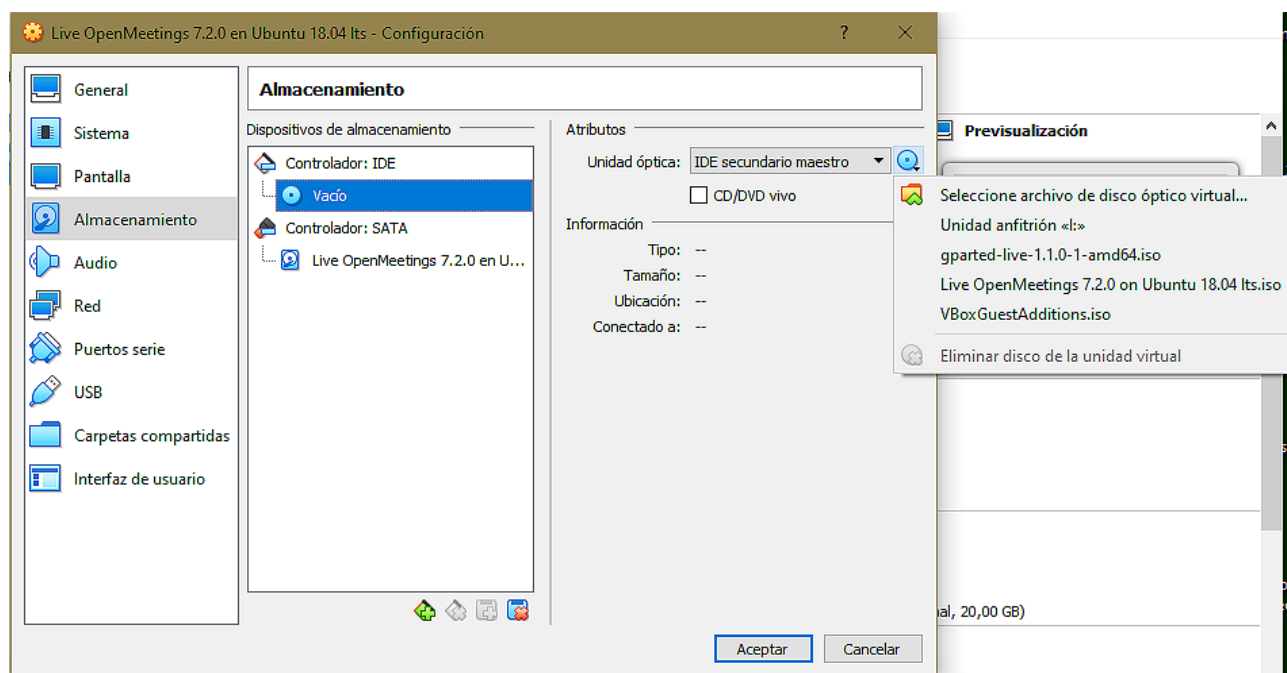 Live OpenMeetings 7.2.0 en Ubuntu 18.04 lts - Configuración
?
General
Sistema
Pantalla
Almacenamiento
Audio
Red
Puertos serie
USB
Carpetas compartidas
Interfaz de usuario
Almacenamiento
Dispositivos de almacenamiento
Controlador: IDE
Vacío
Controlador: SATA
Live OpenMeetings 7.2.0 en U...
Atributos
Unidad óptica: IDE secundario maestro
CD/DVD vivo
Información
Tipo: --
Tamaño: --
Ubicación: --
Conectado a: --
Previsualización
Seleccione archivo de disco óptico virtual...
Unidad anfitrión «I:»
gparted-live-1.1.0-1-amd64.iso
Live OpenMeetings 7.2.0 on Ubuntu 18.04 lts.iso
VBoxGuestAdditions.iso
Eliminar disco de la unidad virtual
al, 20,00 GB)
Aceptar
Cancelar